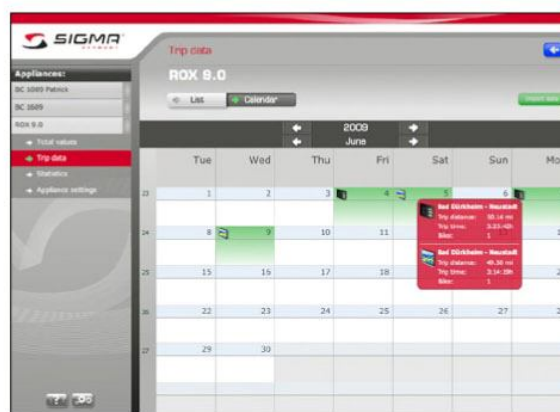 SIGMA
Trip data
ROX 9.0
Appliances:
BC 1609 Patrick
BC 1609
ROX 9.0
Total values
Trip data
Statistics
Appliance settings
List
Calendar
2009
June
Tue Wed Thu Fri Sat Sun Mo
23 1 2 3 4 5 6
24 8 9 10 11
25 15 16 17 18
26 22 23 24 25 26 27
27 29 30
Bad Dürkheim - Neustadt
Trip distance:
Trip time:
Bike: 1
Bad Dürkheim - Neustadt
Trip distance:
Trip time:
Bike: 1
?